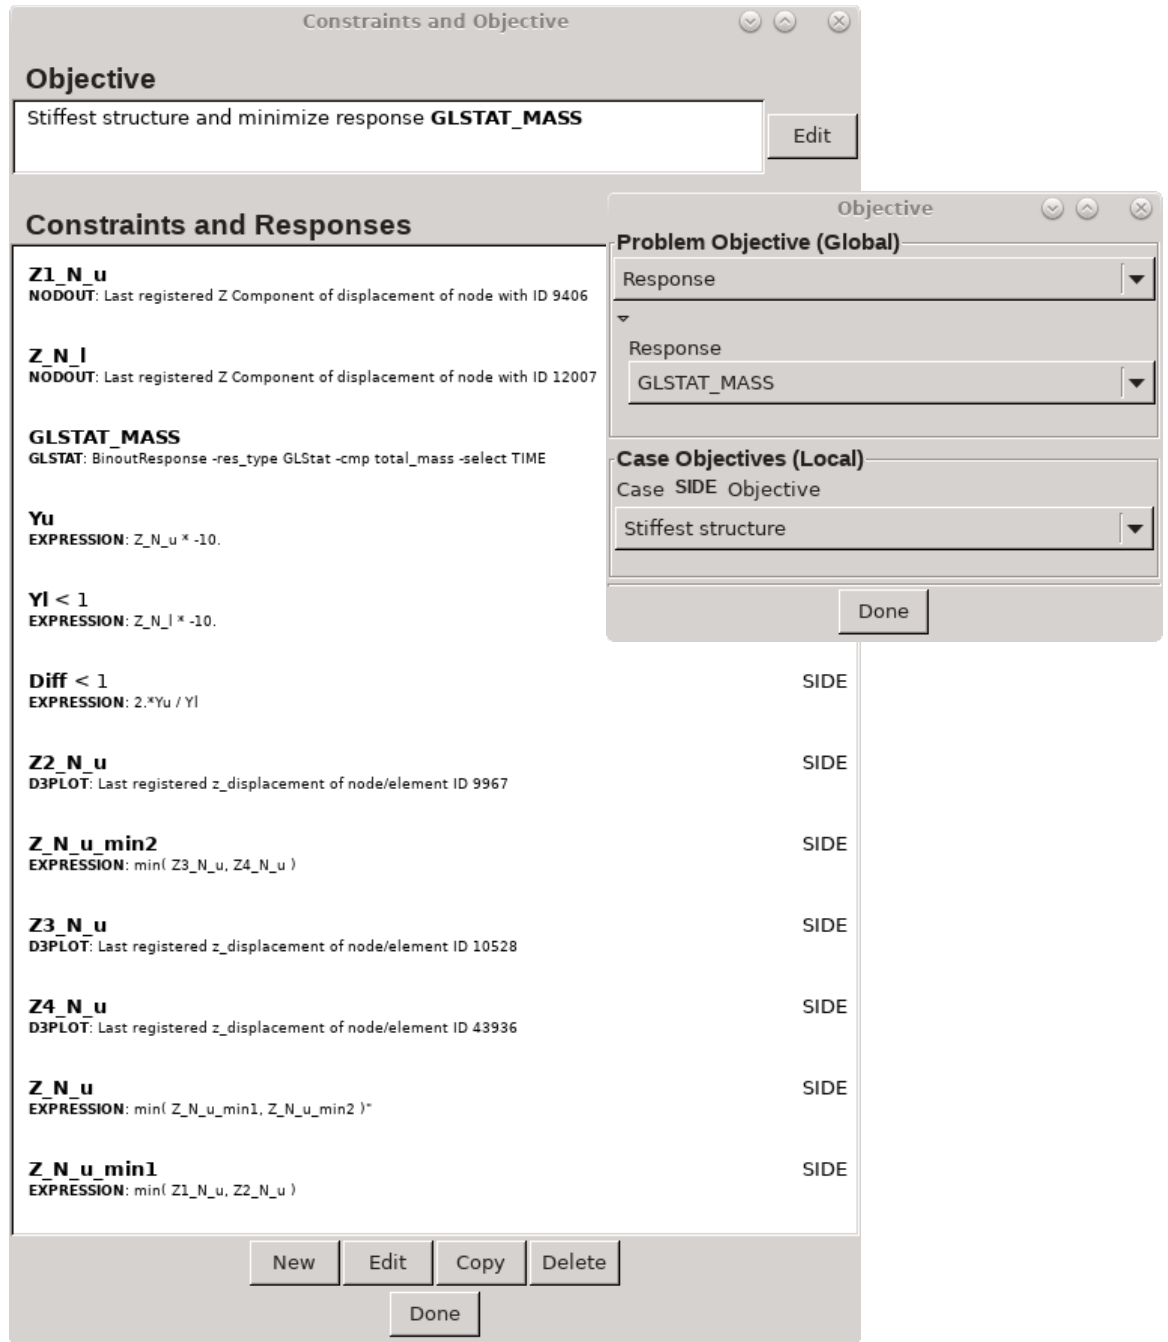 Constraints and Objective
Objective
Stiffest structure and minimize response GLSTAT_MASS
Edit
Constraints and Responses
Z1_N_u
NODOUT: Last registered Z Component of displacement of node with ID 9406
Z_N_l
NODOUT: Last registered Z Component of displacement of node with ID 12007
GLSTAT_MASS
GLSTAT: BinoutResponse -res_type GLStat -cmp total_mass -select TIME
Yu
EXPRESSION: Z_N_u * -10.
Yl < 1
EXPRESSION: Z_N_l * -10.
Diff < 1 SIDE
EXPRESSION: 2.*Yu / Yl
Z2_N_u SIDE
D3PLOT: Last registered z_displacement of node/element ID 9967
Z_N_u_min2 SIDE
EXPRESSION: min( Z3_N_u, Z4_N_u )
Z3_N_u SIDE
D3PLOT: Last registered z_displacement of node/element ID 10528
Z4_N_u SIDE
D3PLOT: Last registered z_displacement of node/element ID 43936
Z_N_u SIDE
EXPRESSION: min( Z_N_u_min1, Z_N_u_min2 )"
Z_N_u_min1 SIDE
EXPRESSION: min( Z1_N_u, Z2_N_u )
New Edit Copy Delete
Done
Objective
Problem Objective (Global)
Response
Response
GLSTAT_MASS
Case Objectives (Local)
Case SIDE Objective
Stiffest structure
Done